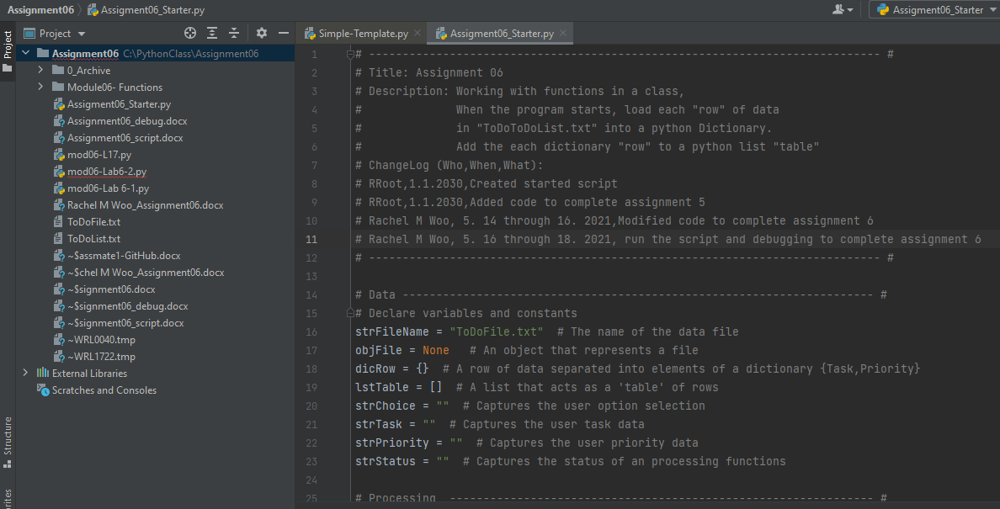 Assignment06 Assigment06_Starter.py Assigment06_Starter
Project
Simple-Template.py
Assigment06_Starter.py
Project
Assignment06 C:\PythonClass\Assignment06
0_Archive
Module06- Functions
Assigment06_Starter.py
Assignment06_debug.docx
Assignment06_script.docx
mod06-L17.py
mod06-Lab6-2.py
mod06-Lab 6-1.py
Rachel M Woo_Assignment06.docx
ToDoFile.txt
ToDoList.txt
~$assmate1-GitHub.docx
~$chel M Woo_Assignment06.docx
~$signment06.docx
~$signment06_debug.docx
~$signment06_script.docx
~WRL0040.tmp
~WRL1722.tmp
External Libraries
Scratches and Consoles
Structure
1 # ---------------------------------------------------------------------------- #
2 # Title: Assignment 06
3 # Description: Working with functions in a class,
4 #              When the program starts, load each "row" of data
5 #              in "ToDoToDoList.txt" into a python Dictionary.
6 #              Add the each dictionary "row" to a python list "table"
7 # ChangeLog (Who,When,What):
8 # RRoot,1.1.2030,Created started script
9 # RRoot,1.1.2030,Added code to complete assignment 5
10 # Rachel M Woo, 5. 14 through 16. 2021,Modified code to complete assignment 6
11 # Rachel M Woo, 5. 16 through 18. 2021, run the script and debugging to complete assignment 6
12 # ---------------------------------------------------------------------------- #
13
14 # Data ---------------------------------------------------------------------- #
15 # Declare variables and constants
16 strFileName = "ToDoFile.txt"  # The name of the data file
17 objFile = None   # An object that represents a file
18 dicRow = {}  # A row of data separated into elements of a dictionary {Task,Priority}
19 lstTable = []  # A list that acts as a 'table' of rows
20 strChoice = ""  # Captures the user option selection
21 strTask = ""  # Captures the user task data
22 strPriority = ""  # Captures the user priority data
23 strStatus = ""  # Captures the status of an processing functions
24
25 # Processing  --------------------------------------------------------------- #